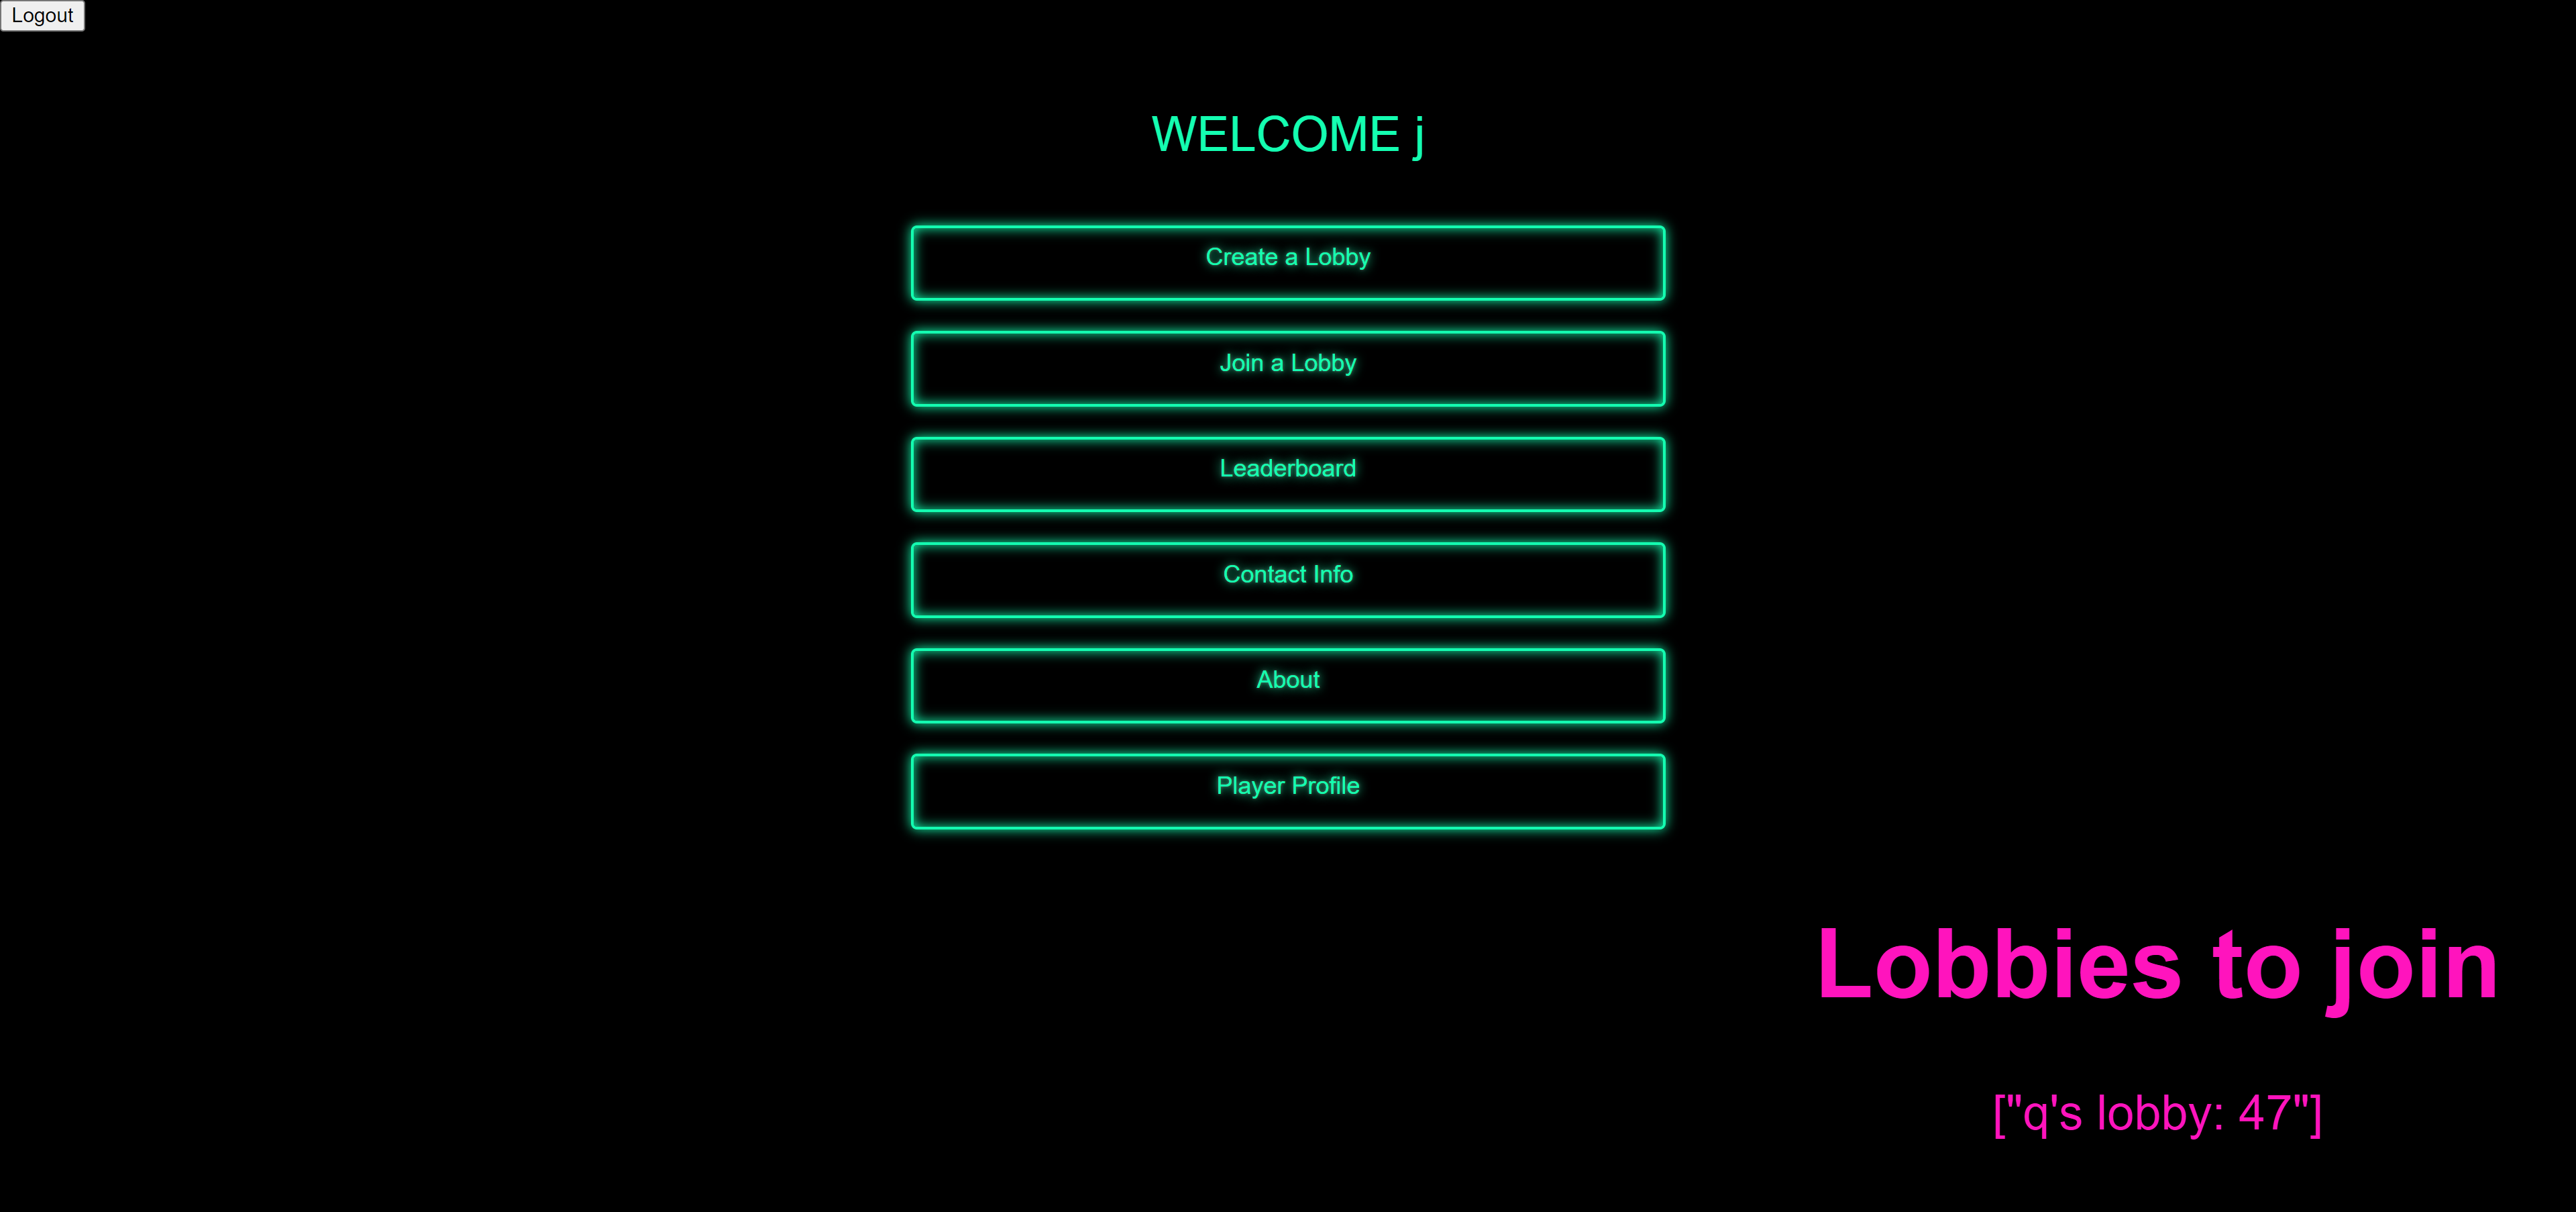 Logout
WELCOME j
Create a Lobby
Join a Lobby
Leaderboard
Contact Info
About
Player Profile
Lobbies to join
["q's lobby: 47"]